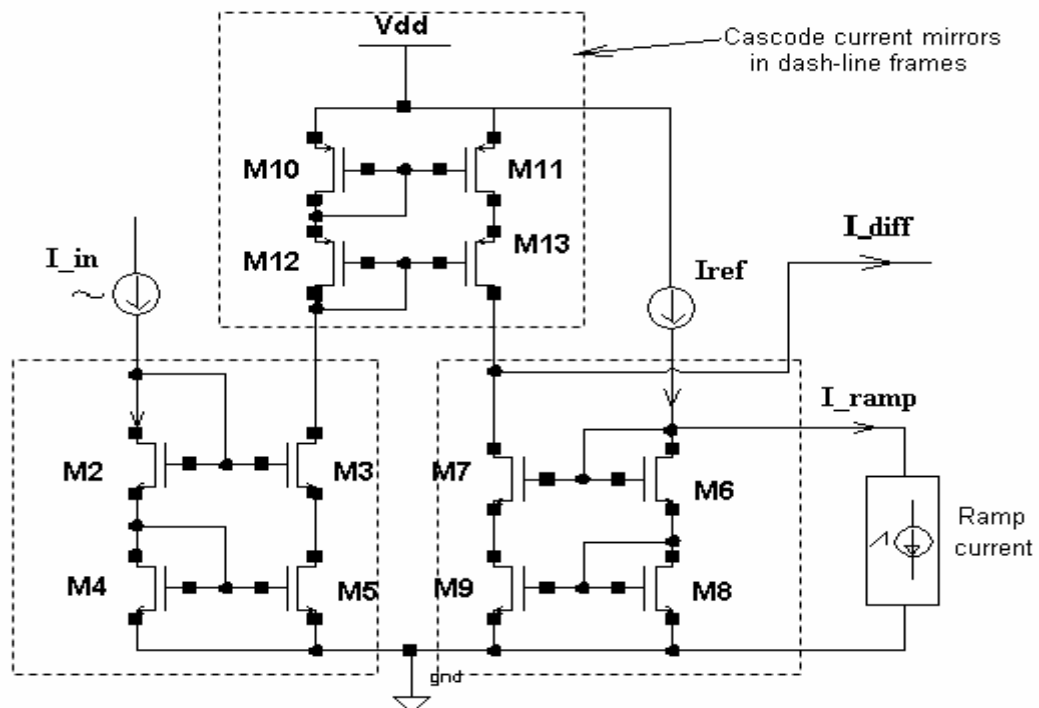 Vdd
Cascode current mirrors
in dash-line frames
M10
M11
M12
M13
I_in
I_diff
Iref
I_ramp
M2
M3
M7
M6
M4
M5
M9
M8
Ramp
current
gnd